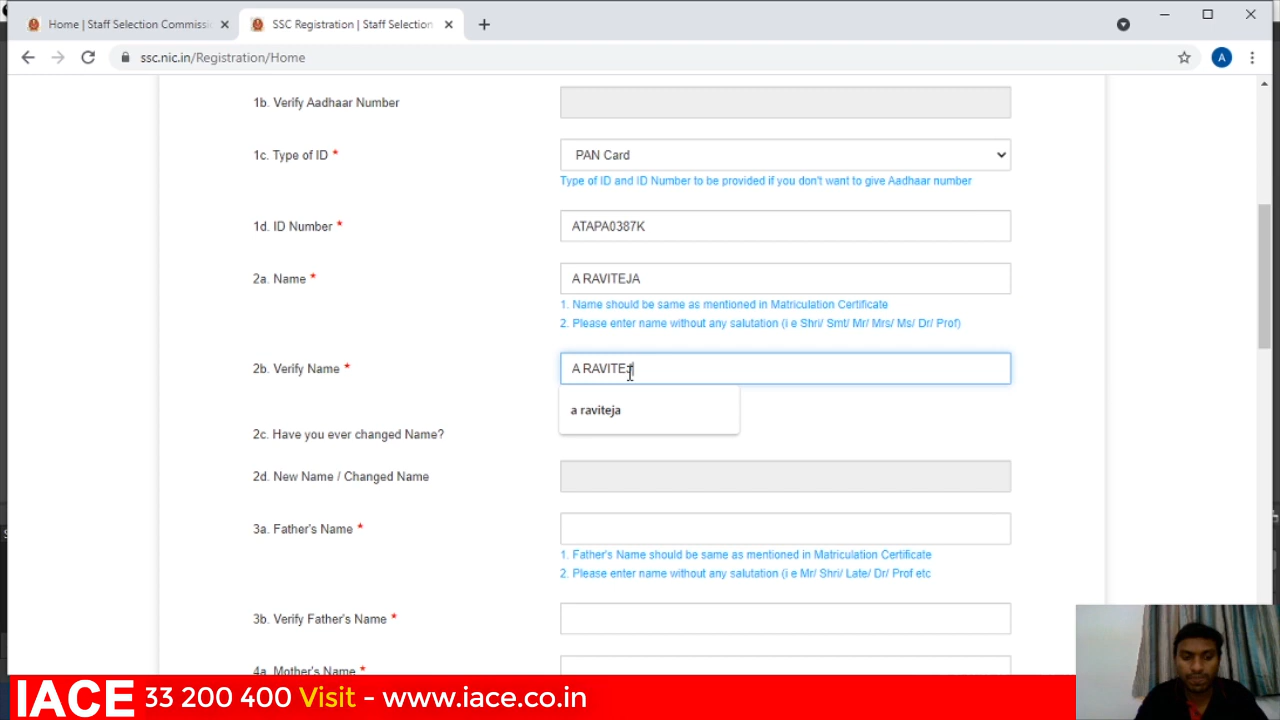 Home | Staff Selection Commiss
SSC Registration | Staff Selection
ssc.nic.in/Registration/Home
A
1b. Verify Aadhaar Number
1c. Type of ID *
PAN Card
Type of ID and ID Number to be provided if you don't want to give Aadhaar number
1d. ID Number *
ATAPA0387K
2a. Name *
A RAVITEJA
1. Name should be same as mentioned in Matriculation Certificate
2. Please enter name without any salutation (i e Shri/ Smt/ Mr/ Mrs/ Ms/ Dr/ Prof)
2b. Verify Name *
A RAVITEJ
a raviteja
2c. Have you ever changed Name?
2d. New Name / Changed Name
3a. Father's Name *
1. Father's Name should be same as mentioned in Matriculation Certificate
2. Please enter name without any salutation (i e Mr/ Shri/ Late/ Dr/ Prof etc
3b. Verify Father's Name *
4a. Mother's Name *
IACE 33 200 400 Visit - www.iace.co.in